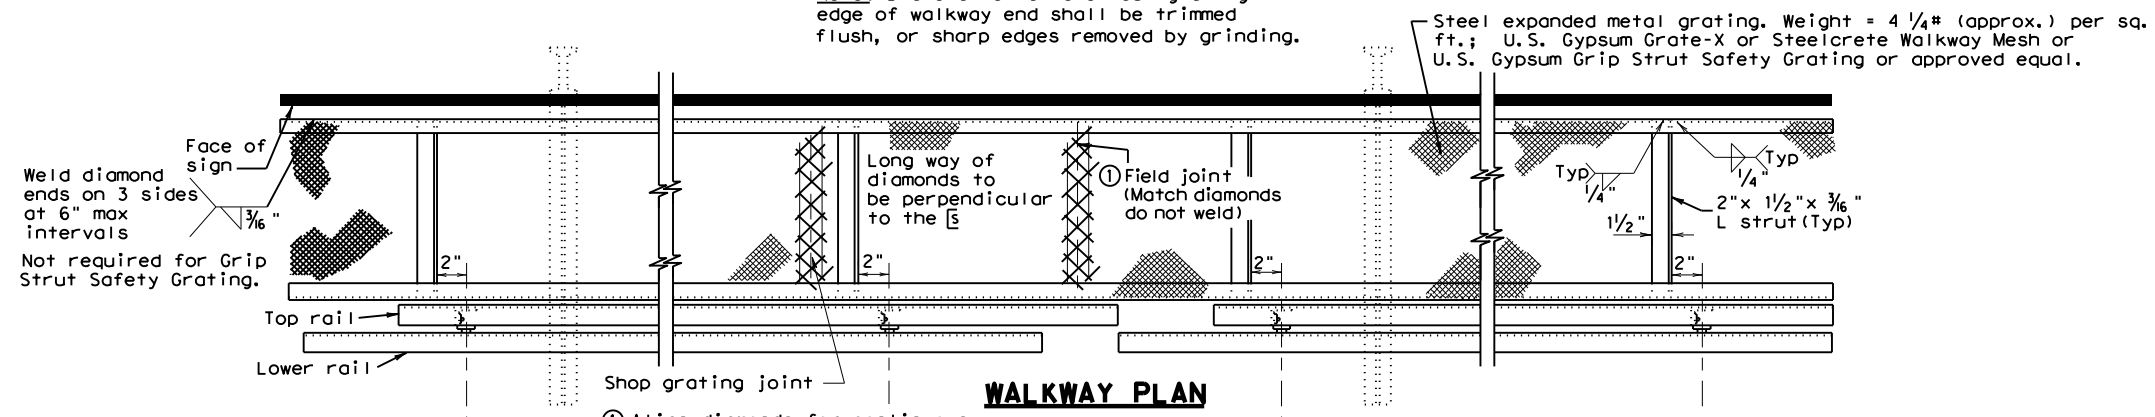 edge of walkway end shall be trimmed
flush, or sharp edges removed by grinding.
Steel expanded metal grating. Weight = 4 1/4# (approx.) per sq.
ft.; U.S. Gypsum Grate-X or Steelcrete Walkway Mesh or
U.S. Gypsum Grip Strut Safety Grating or approved equal.
Face of
sign
Weld diamond
ends on 3 sides
at 6" max
intervals
3/16"
Not required for Grip
Strut Safety Grating.
Long way of
diamonds to
be perpendicular
to the
① Field joint
(Match diamonds
do not weld)
Typ
1/4"
Typ
1/4"
2"x 1 1/2"x 3/16"
L strut(Typ)
1 1/2"
2"
2"
2"
2"
Top rail
Lower rail
Shop grating joint
WALKWAY PLAN